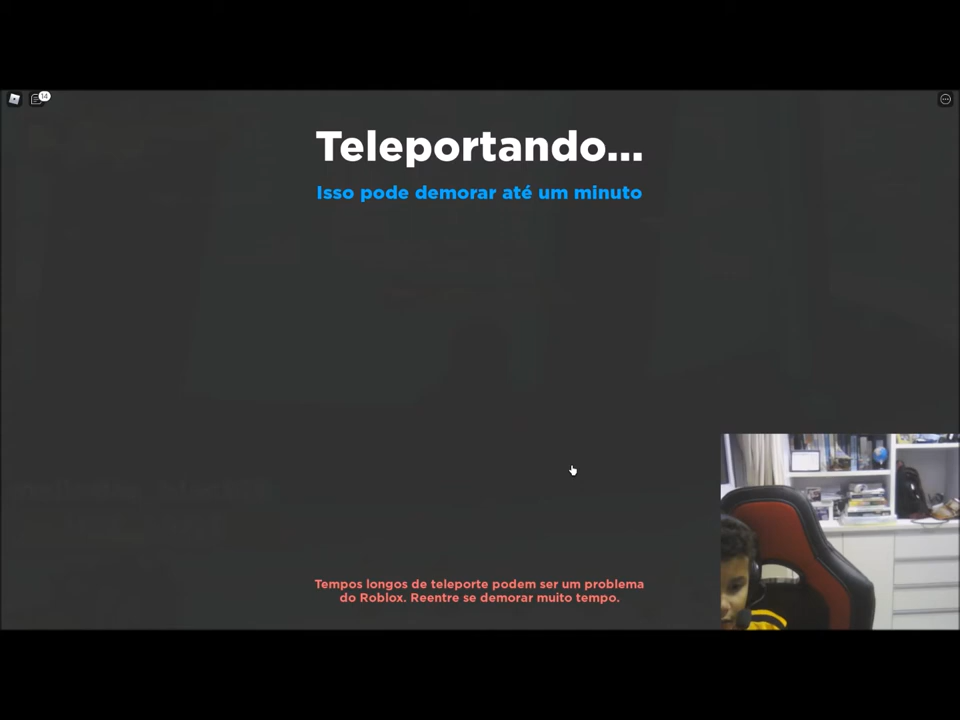 14
Teleportando...
Isso pode demorar até um minuto
Tempos longos de teleporte podem ser um problema
do Roblox. Reentre se demorar muito tempo.